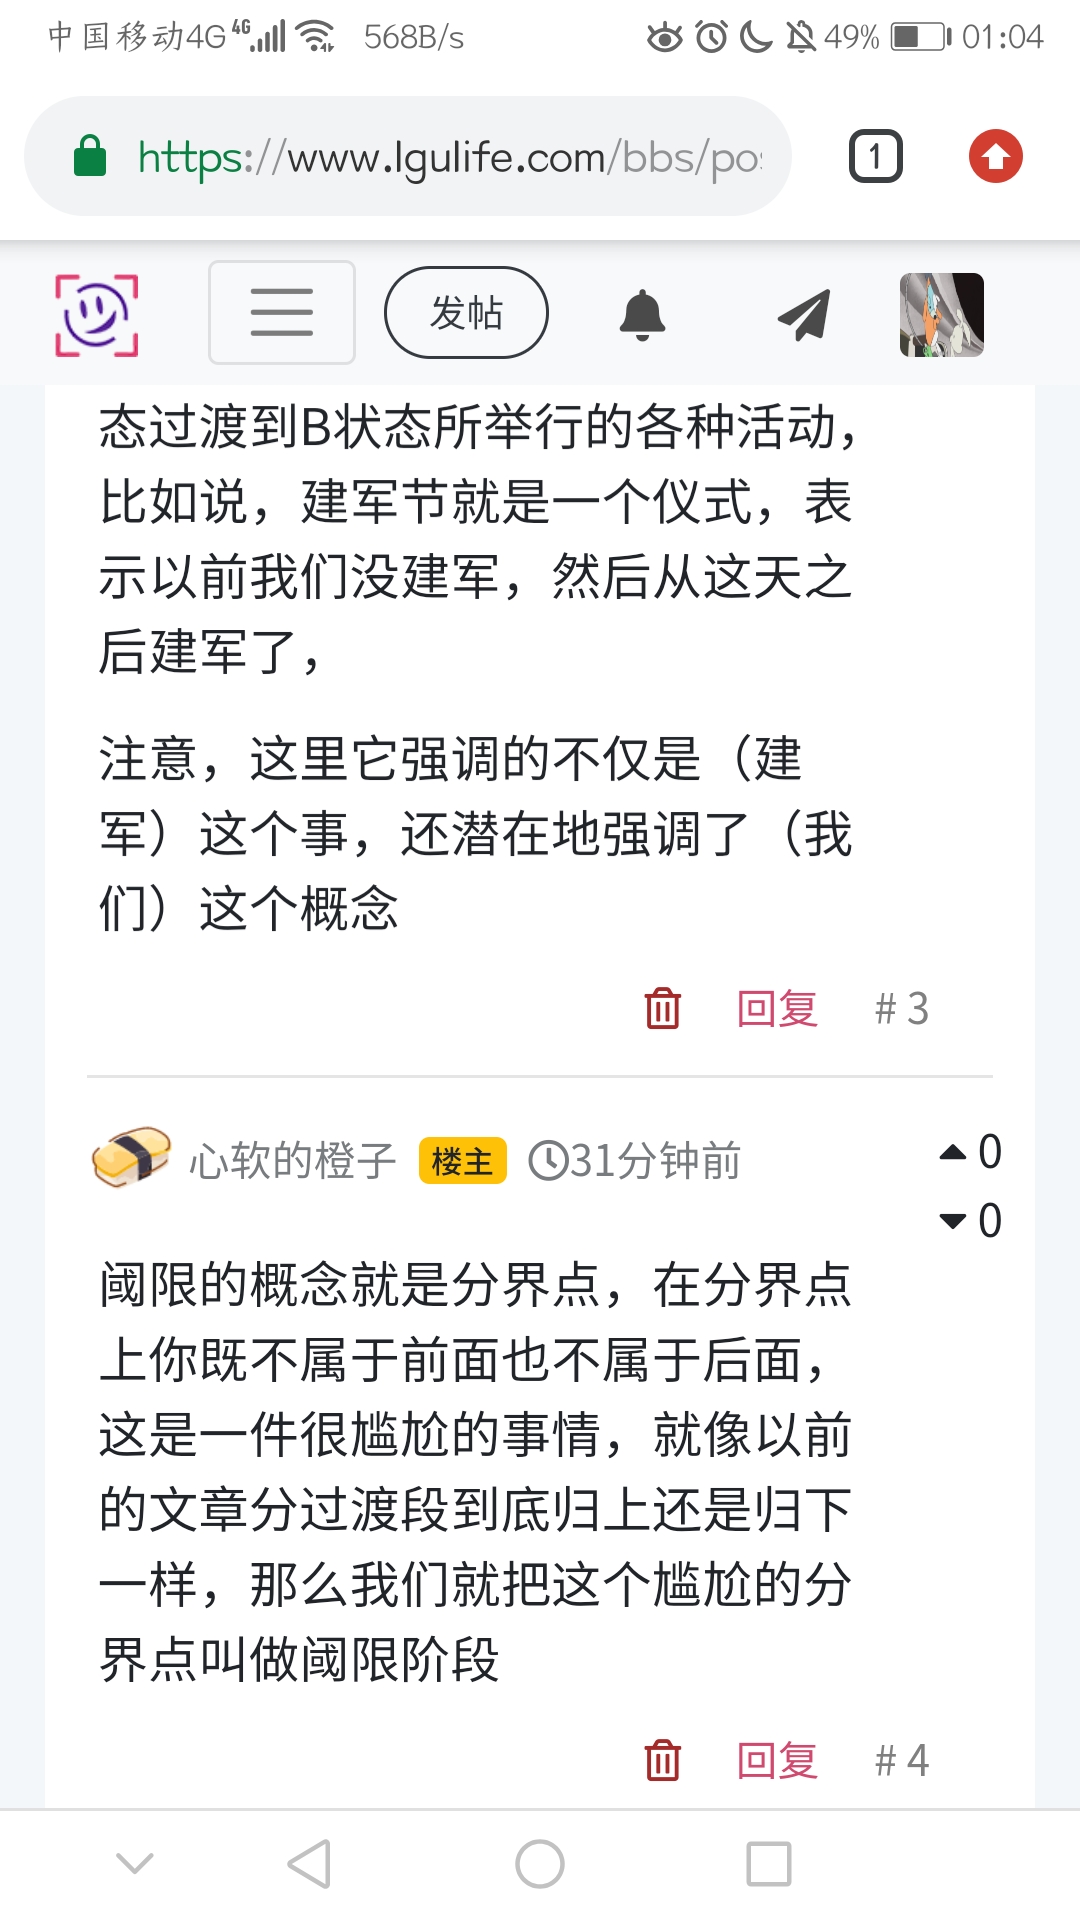 中国移动4G 4G 568B/s 49% 01:04
https://www.lgulife.com/bbs/po
1
发帖
态过渡到B状态所举行的各种活动，
比如说，建军节就是一个仪式，表
示以前我们没建军，然后从这天之
后建军了，
注意，这里它强调的不仅是（建
军）这个事，还潜在地强调了（我
们）这个概念
回复 # 3
心软的橙子 楼主 31分钟前
0
0
阈限的概念就是分界点，在分界点
上你既不属于前面也不属于后面，
这是一件很尴尬的事情，就像以前
的文章分过渡段到底归上还是归下
一样，那么我们就把这个尴尬的分
界点叫做阈限阶段
回复 # 4